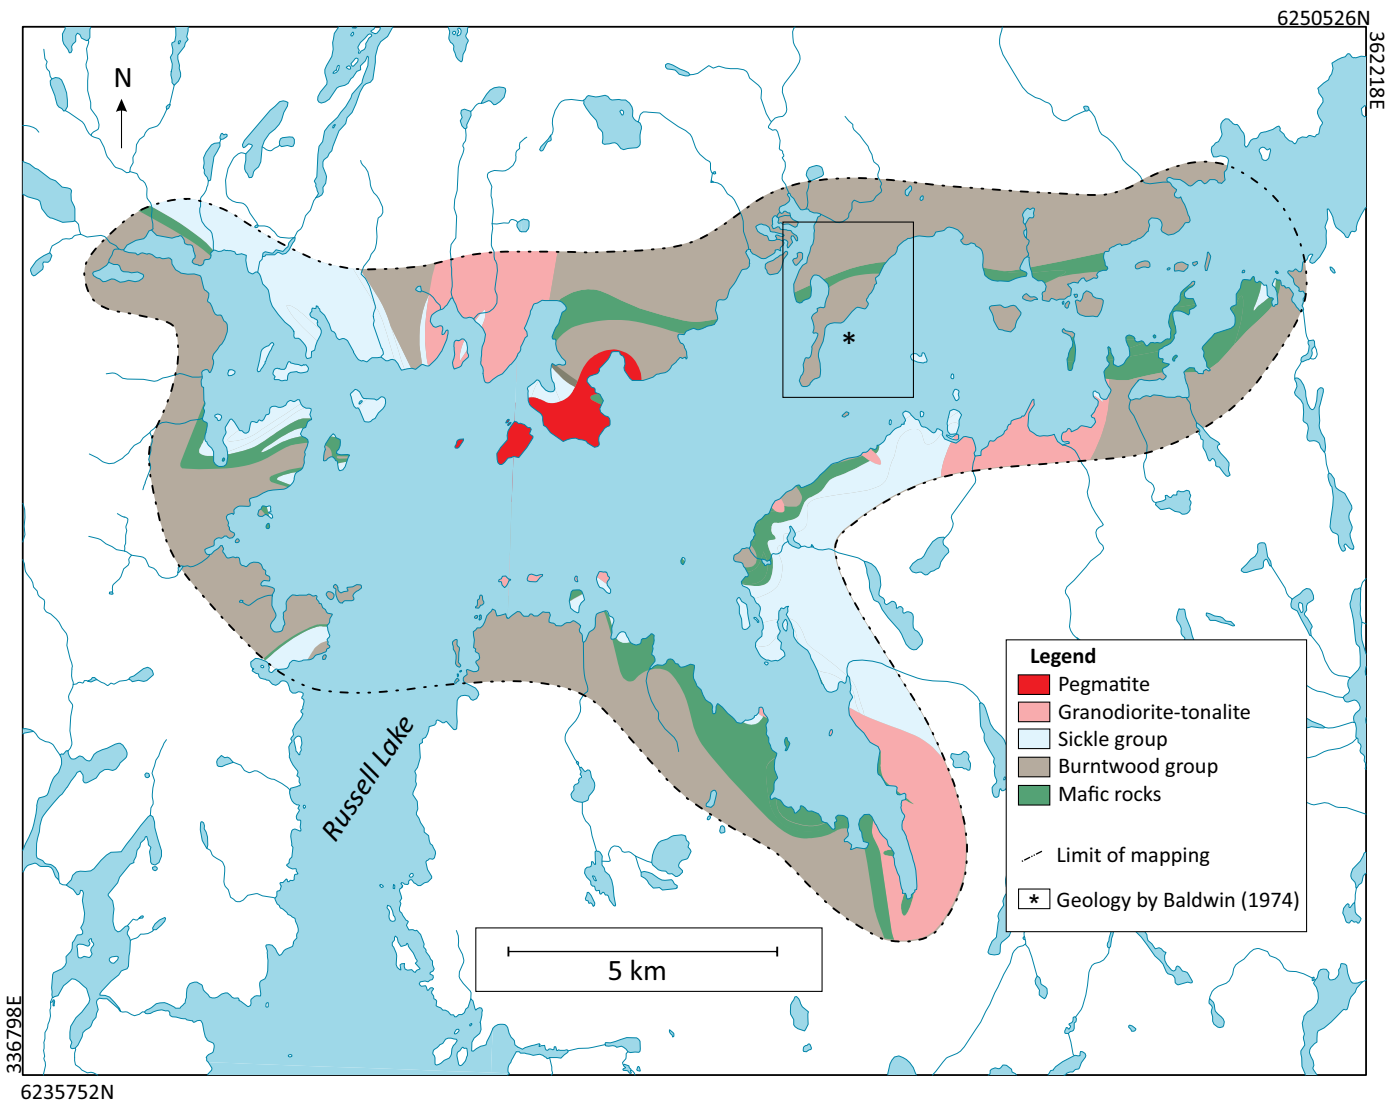 6250526N
362218E
N
*
Legend
Pegmatite
Granodiorite-tonalite
Sickle group
Burntwood group
Mafic rocks
Limit of mapping
* Geology by Baldwin (1974)
Russell Lake
5 km
336798E
6235752N